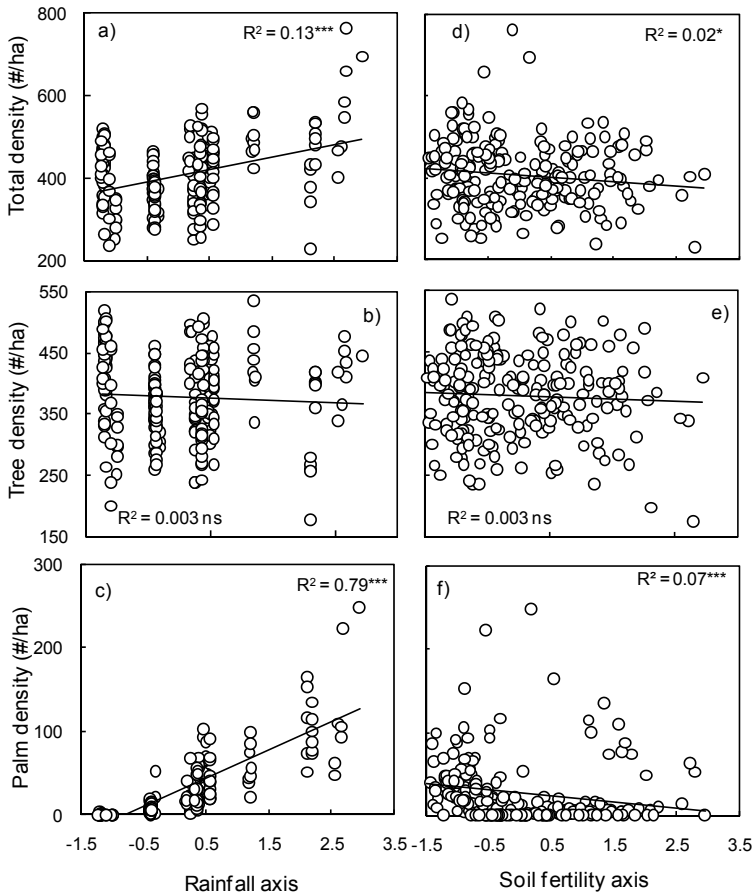 a)
R² = 0.13***
Total density (#/ha)
800
600
400
200
d)
R² = 0.02*
b)
Tree density (#/ha)
550
450
350
250
150
R² = 0.003 ns
e)
R² = 0.003 ns
c)
R² = 0.79***
Palm density (#/ha)
300
200
100
0
-1.5 -0.5 0.5 1.5 2.5 3.5
Rainfall axis
f)
R² = 0.07***
-1.5 -0.5 0.5 1.5 2.5 3.5
Soil fertility axis